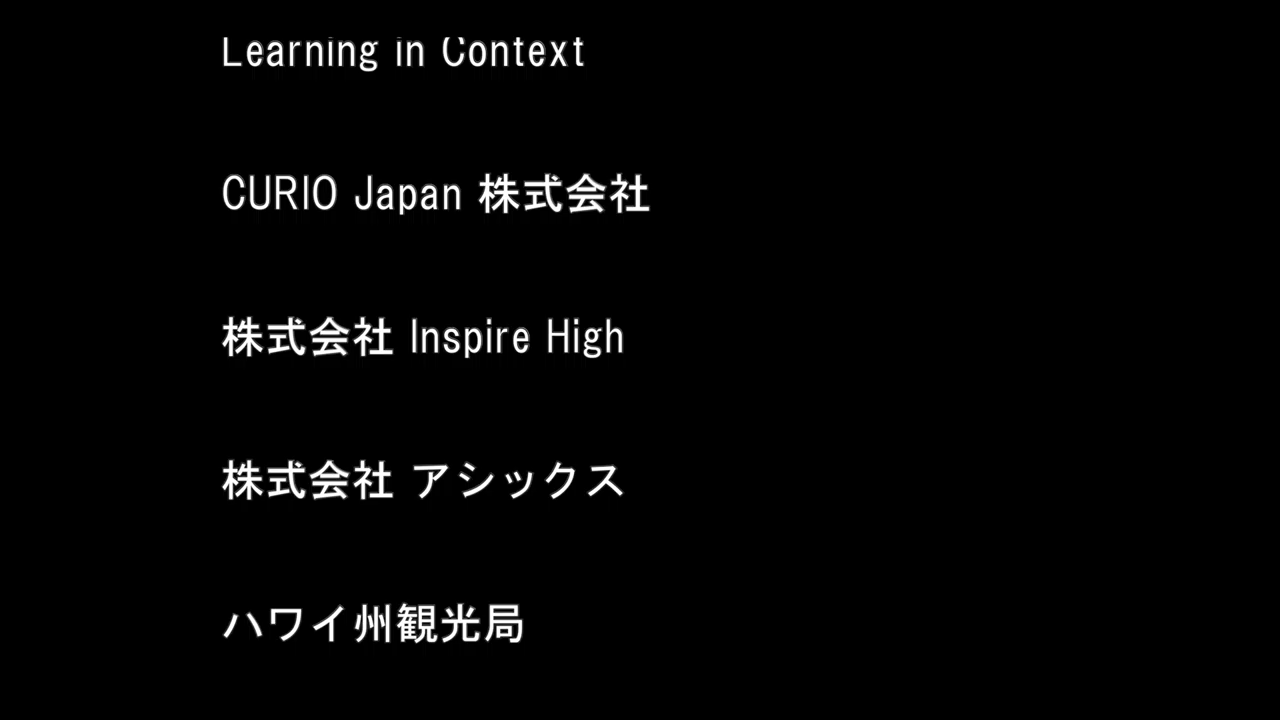 Learning in Context
CURIO Japan 株式会社
株式会社 Inspire High
株式会社 アシックス
ハワイ州観光局